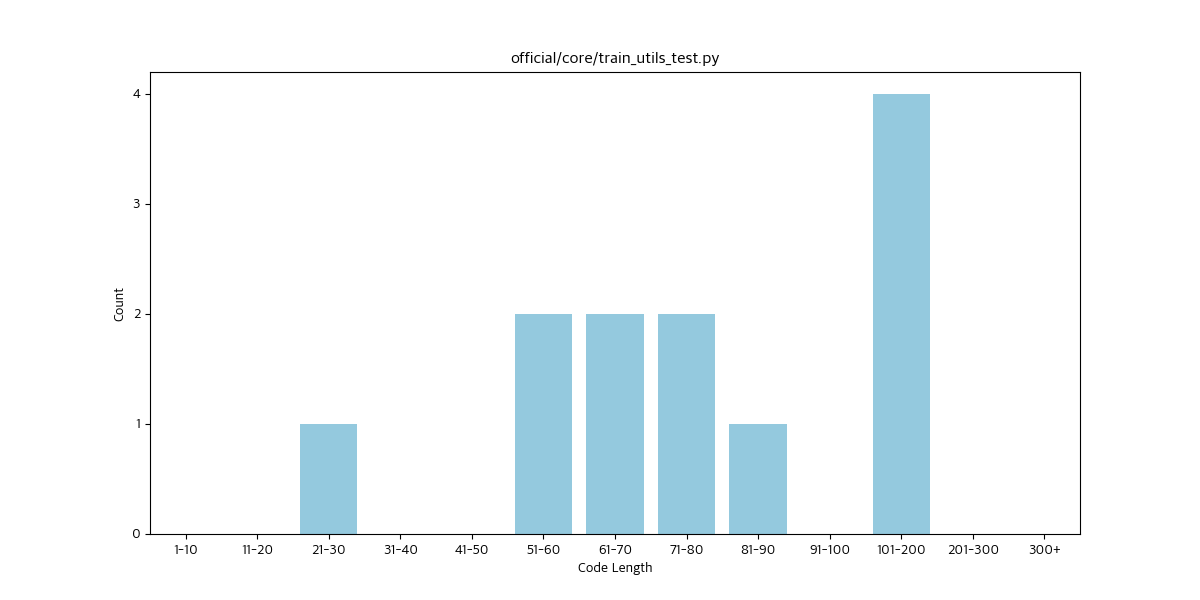 official/core/train_utils_test.py
4
3
2
1
0
Count
1-10 11-20 21-30 31-40 41-50 51-60 61-70 71-80 81-90 91-100 101-200 201-300 300+
Code Length